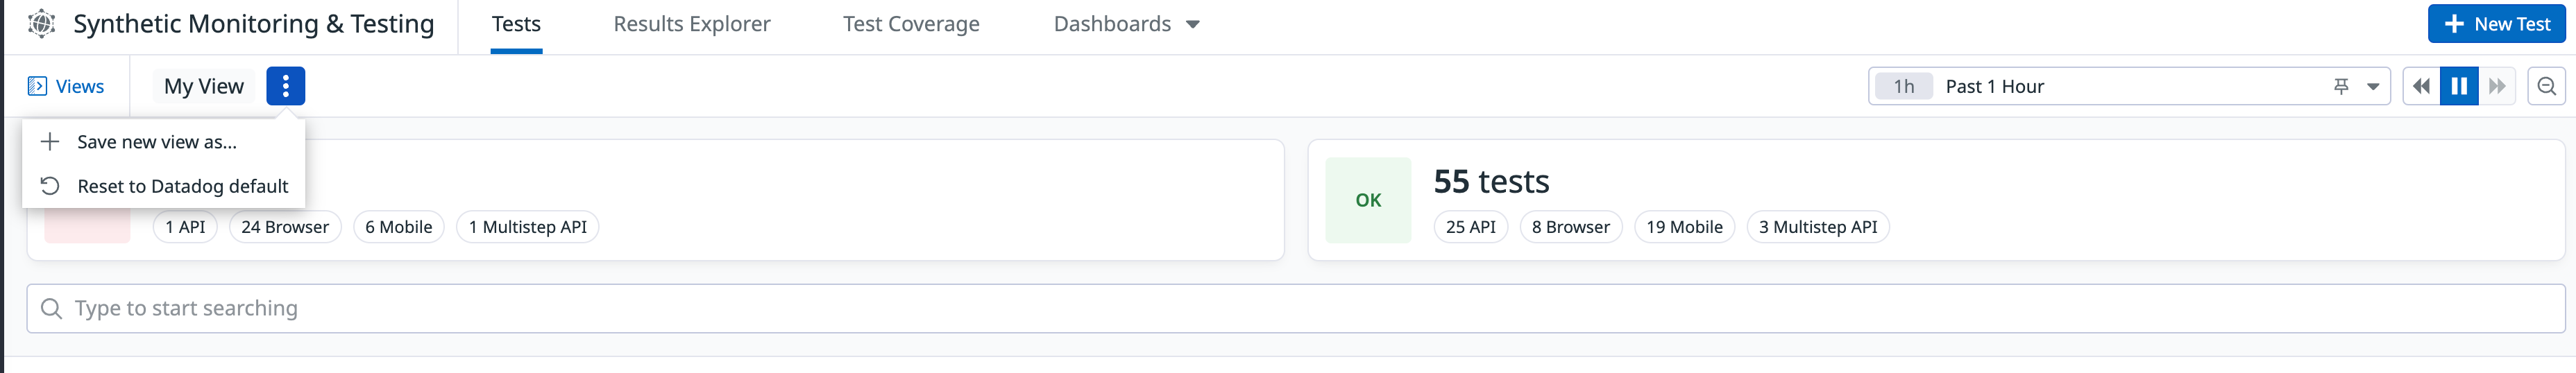 Synthetic Monitoring & Testing
Tests
Results Explorer
Test Coverage
Dashboards
New Test
Views
My View
1h Past 1 Hour
Save new view as...
Reset to Datadog default
1 API
24 Browser
6 Mobile
1 Multistep API
OK
55 tests
25 API
8 Browser
19 Mobile
3 Multistep API
Type to start searching